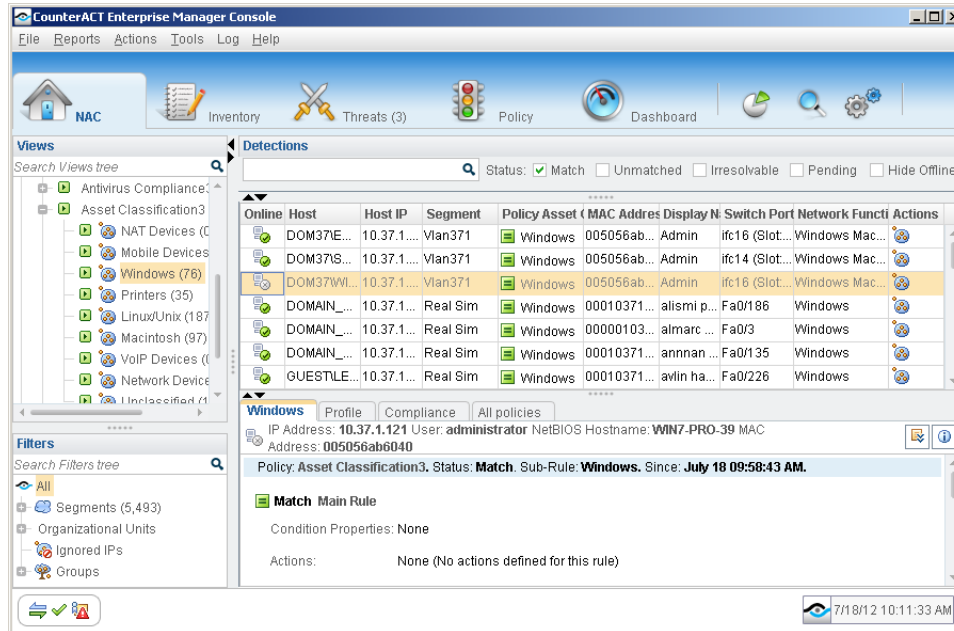 CounterACT Enterprise Manager Console
File Reports Actions Tools Log Help
NAC Inventory Threats (3) Policy Dashboard
Views
Search Views tree
Antivirus Compliance3
Asset Classification3
NAT Devices (0
Mobile Devices
Windows (76)
Printers (35)
Linux/Unix (187
Macintosh (97)
VoIP Devices (0
Network Device
Unclassified (1
Filters
Search Filters tree
All
Segments (5,493)
Organizational Units
Ignored IPs
Groups
Detections
Status: Match Unmatched Irresolvable Pending Hide Offline
Online Host Host IP Segment Policy Asset ( MAC Addres Display N Switch Port Network Functi Actions
DOM37\E... 10.37.1.... Vlan371 Windows 005056ab... Admin ifc16 (Slot:... Windows Mac...
DOM37\S... 10.37.1.... Vlan371 Windows 005056ab... Admin ifc14 (Slot:... Windows Mac...
DOM37\WI... 10.37.1.... Vlan371 Windows 005056ab... Admin ifc16 (Slot:... Windows Mac...
DOMAIN_... 10.37.1... Real Sim Windows 00010371... alismi p... Fa0/186 Windows
DOMAIN_... 10.37.1... Real Sim Windows 00000103... almarc ... Fa0/3 Windows
DOMAIN_... 10.37.1... Real Sim Windows 00010371... annnan ... Fa0/135 Windows
GUEST\LE... 10.37.1... Real Sim Windows 00010371... avlin ha... Fa0/226 Windows
Windows Profile Compliance All policies
IP Address: 10.37.1.121 User: administrator NetBIOS Hostname: WIN7-PRO-39 MAC
Address: 005056ab6040
Policy: Asset Classification3. Status: Match. Sub-Rule: Windows. Since: July 18 09:58:43 AM.
Match Main Rule
Condition Properties: None
Actions: None (No actions defined for this rule)
7/18/12 10:11:33 AM